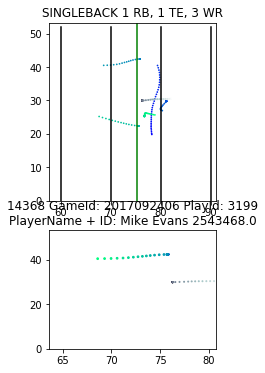 SINGLEBACK 1 RB, 1 TE, 3 WR
50
40
30
20
10
0
60 70 80 90
14368 GameId: 2017092406 PlayId: 3199
PlayerName + ID: Mike Evans 2543468.0
40
20
0
65 70 75 80